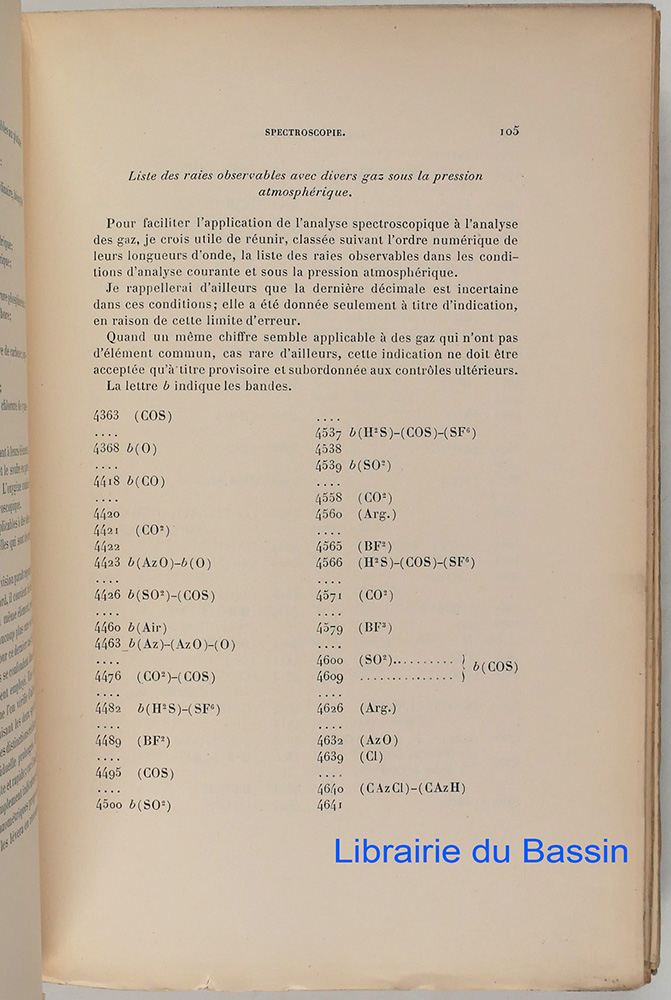 SPECTROSCOPIE. 105
Liste des raies observables avec divers gaz sous la pression
atmosphérique.
Pour faciliter l'application de l'analyse spectroscopique à l'analyse
des gaz, je crois utile de réunir, classée suivant l'ordre numérique de
leurs longueurs d'onde, la liste des raies observables dans les condi-
tions d'analyse courante et sous la pression atmosphérique.
Je rappellerai d'ailleurs que la dernière décimale est incertaine
dans ces conditions; elle a été donnée seulement à titre d'indication,
en raison de cette limite d'erreur.
Quand un même chiffre semble applicable à des gaz qui n'ont pas
d'élément commun, cas rare d'ailleurs, cette indication ne doit être
acceptée qu'à titre provisoire et subordonnée aux contrôles ultérieurs.
La lettre b indique les bandes.
4363 (COS)
....
4368 b(O)
....
4418 b(CO)
....
4420
4421 (CO²)
4422
4423 b(AzO)-b(O)
....
4426 b(SO²)-(COS)
....
4460 b(Air)
4463 b(Az)-(AzO)-(O)
....
4476 (CO²)-(COS)
....
4482 b(H²S)-(SF⁶)
....
4489 (BF²)
....
4495 (COS)
....
4500 b(SO²)
....
4537 b(H²S)-(COS)-(SF⁶)
4538
4539 b(SO²)
....
4558 (CO²)
4560 (Arg.)
....
4565 (BF²)
4566 (H²S)-(COS)-(SF⁶)
....
4571 (CO²)
....
4579 (BF³)
....
4600 (SO²).......... } b(COS)
4609 ............... }
....
4626 (Arg.)
....
4632 (AzO)
4639 (Cl)
....
4640 (CAzCl)-(CAzH)
4641
Librairie du Bassin